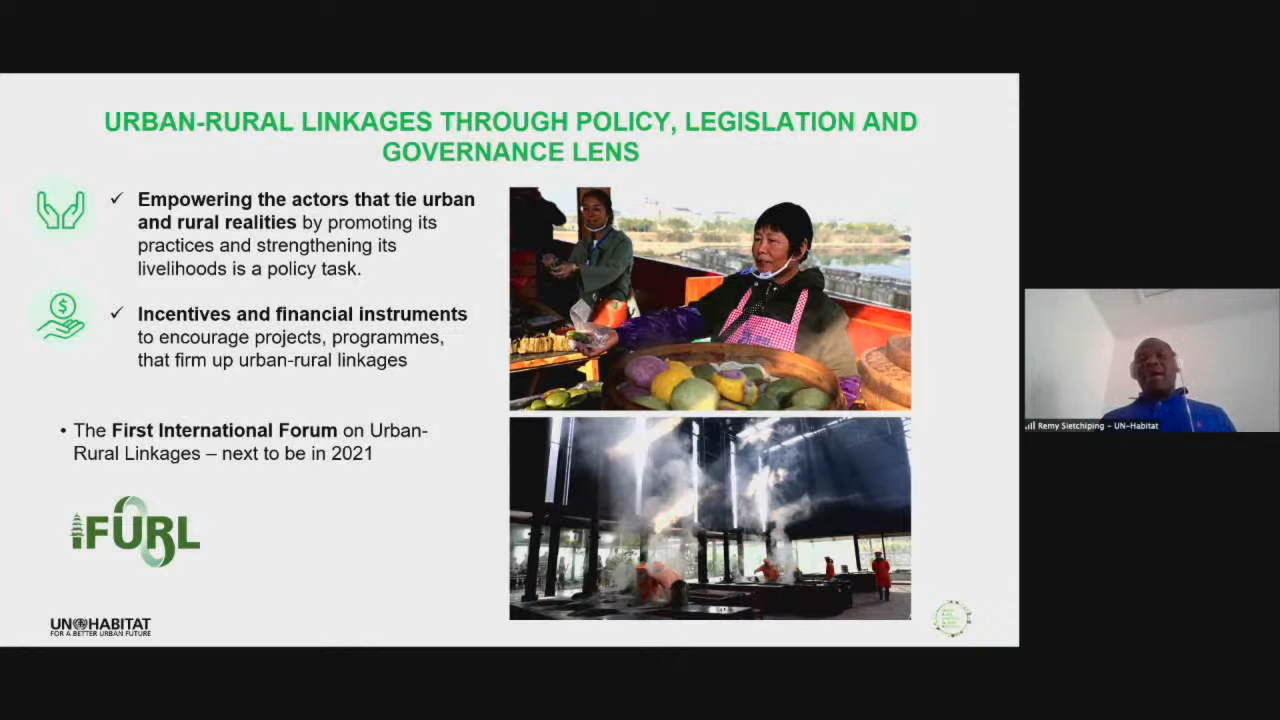 URBAN-RURAL LINKAGES THROUGH POLICY, LEGISLATION AND
GOVERNANCE LENS
✓ Empowering the actors that tie urban
and rural realities by promoting its
practices and strengthening its
livelihoods is a policy task.
$
✓ Incentives and financial instruments
to encourage projects, programmes,
that firm up urban-rural linkages
• The First International Forum on Urban-
Rural Linkages – next to be in 2021
iFURL
UN HABITAT
FOR A BETTER URBAN FUTURE
Remy Sietchiping - UN-Habitat